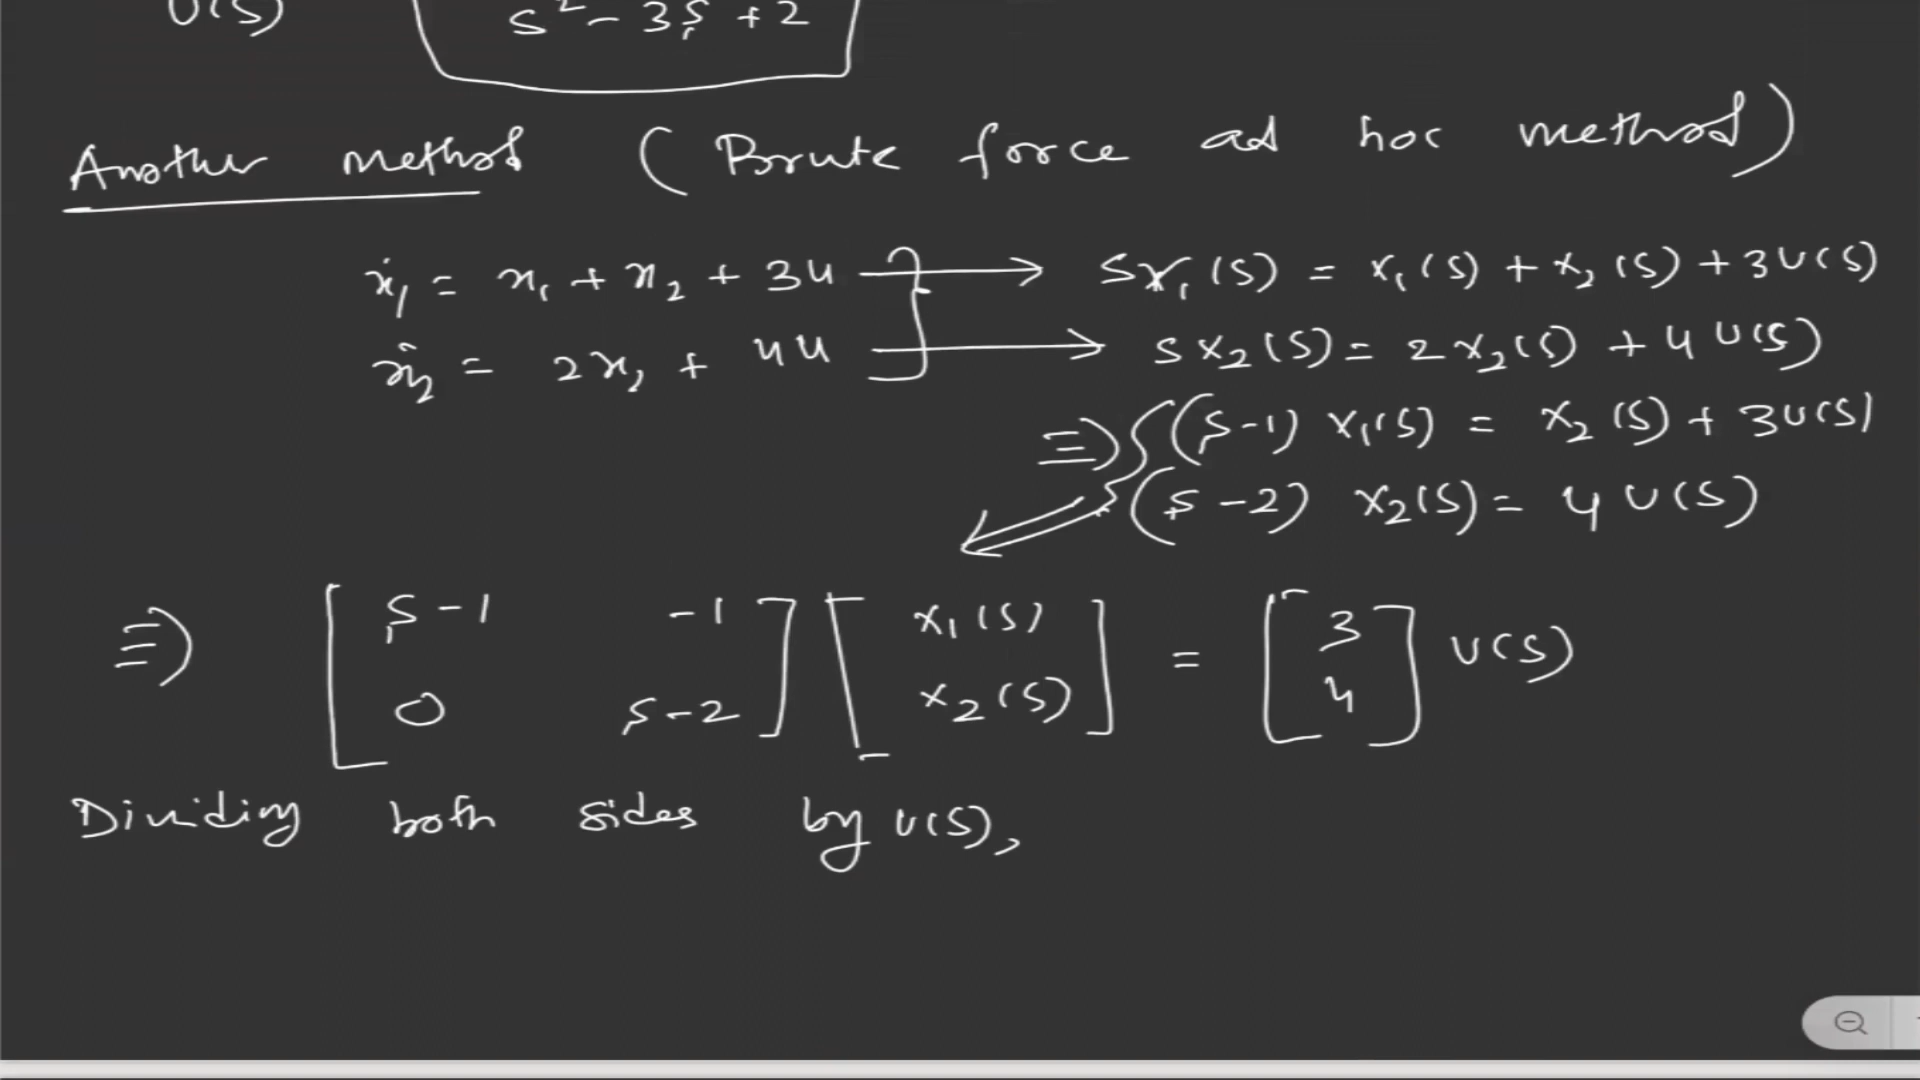 U(s) s² - 3s + 2
Another method (Brute force ad hoc method)
ẋ₁ = x₁ + x₂ + 3u → sX₁(s) = X₁(s) + X₂(s) + 3U(s)
ẋ₂ = 2x₂ + 4u → sX₂(s) = 2X₂(s) + 4U(s)
⇒ { (s-1) X₁(s) = X₂(s) + 3U(s)
(s-2) X₂(s) = 4U(s)
⇒ [ s-1 -1 ] [ X₁(s) ] = [ 3 ] U(s)
[ 0 s-2 ] [ X₂(s) ] [ 4 ]
Dividing both sides by U(s),